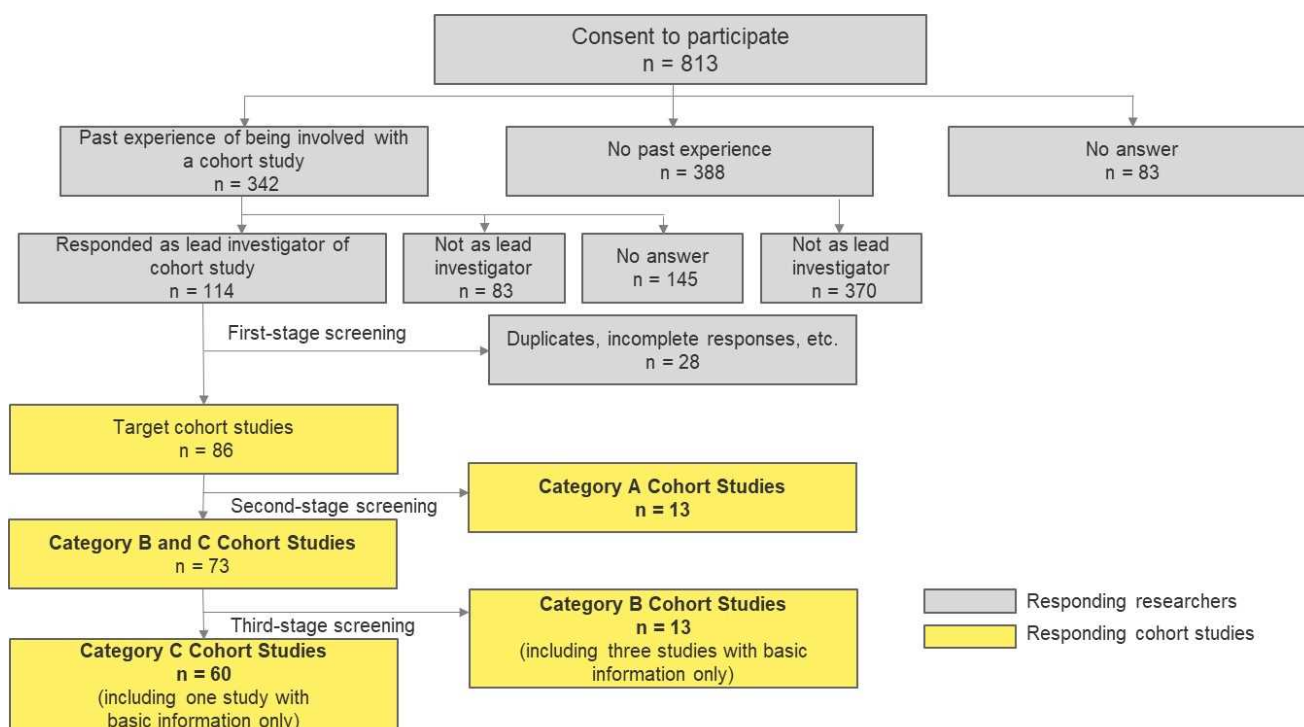 Consent to participate
n = 813
Past experience of being involved with
a cohort study
n = 342
No past experience
n = 388
No answer
n = 83
Responded as lead investigator of
cohort study
n = 114
Not as lead
investigator
n = 83
No answer
n = 145
Not as lead
investigator
n = 370
First-stage screening
Duplicates, incomplete responses, etc.
n = 28
Target cohort studies
n = 86
Second-stage screening
Category A Cohort Studies
n = 13
Category B and C Cohort Studies
n = 73
Third-stage screening
Category B Cohort Studies
n = 13
(including three studies with basic
information only)
Category C Cohort Studies
n = 60
(including one study with
basic information only)
Responding researchers
Responding cohort studies